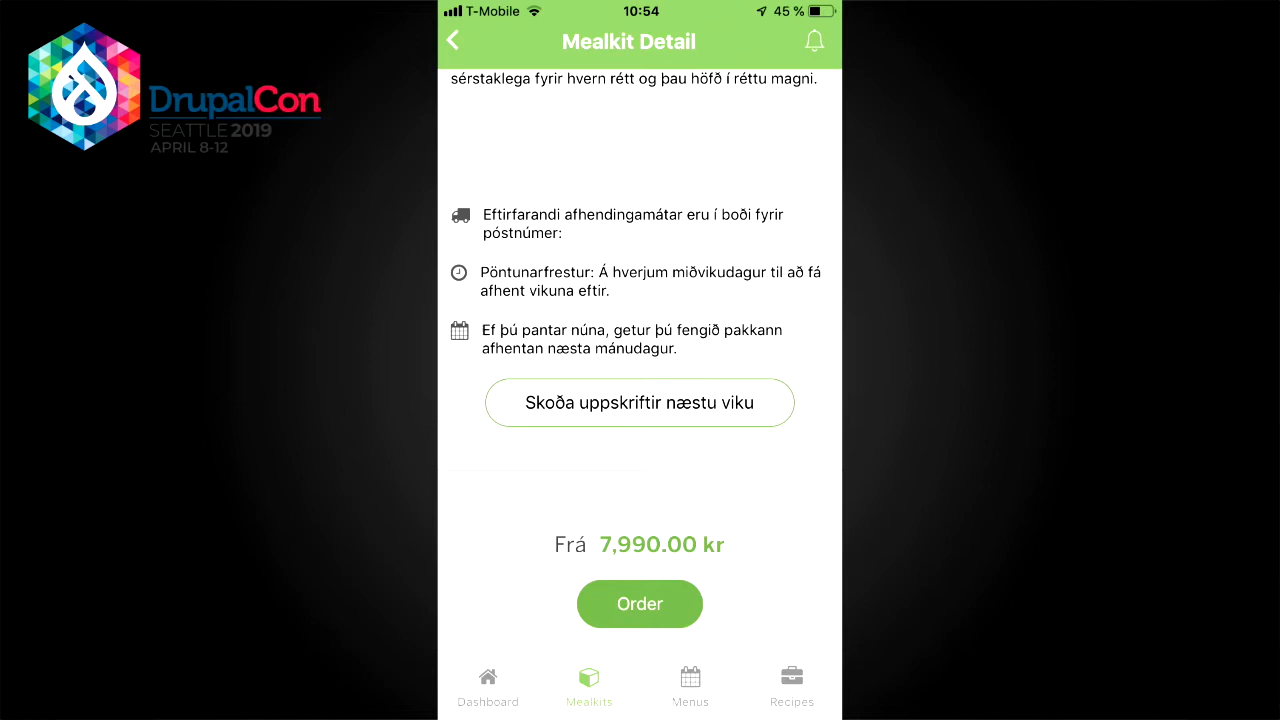 DrupalCon
SEATTLE 2019
APRIL 8-12
T-Mobile 10:54 45 %
Mealkit Detail
sérstaklega fyrir hvern rétt og þau höfð í réttu magni.
Eftirfarandi afhendingamátar eru í boði fyrir
póstnúmer:
Pöntunarfrestur: Á hverjum miðvikudagur til að fá
afhent vikuna eftir.
Ef þú pantar núna, getur þú fengið pakkann
afhentan næsta mánudagur.
Skoða uppskriftir næstu viku
Frá 7,990.00 kr
Order
Dashboard Mealkits Menus Recipes